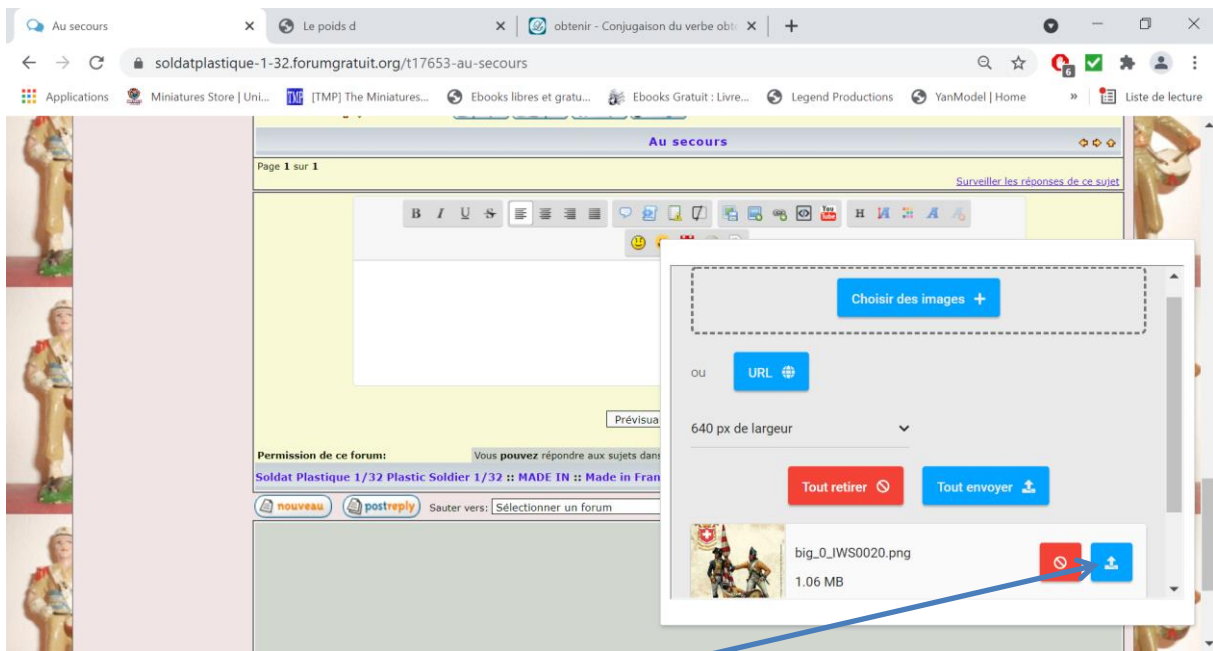 Au secours
Le poids d
obtenir - Conjugaison du verbe obte
soldatplastique-1-32.forumgratuit.org/t17653-au-secours
6
Applications
Miniatures Store | Uni...
TMP
[TMP] The Miniatures...
Ebooks libres et gratu...
Ebooks Gratuit : Livre...
Legend Productions
YanModel | Home
»
Liste de lecture
Au secours
Page 1 sur 1
Surveiller les réponses de ce sujet
B I U S
You Tube
H A
Choisir des images +
ou
URL
Prévisua
640 px de largeur
Permission de ce forum:
Vous pouvez répondre aux sujets dans
Soldat Plastique 1/32 Plastic Soldier 1/32 :: MADE IN :: Made in Fran
Tout retirer
Tout envoyer
nouveau
postreply
Sauter vers:
Sélectionner un forum
big_0_IWS0020.png
1.06 MB